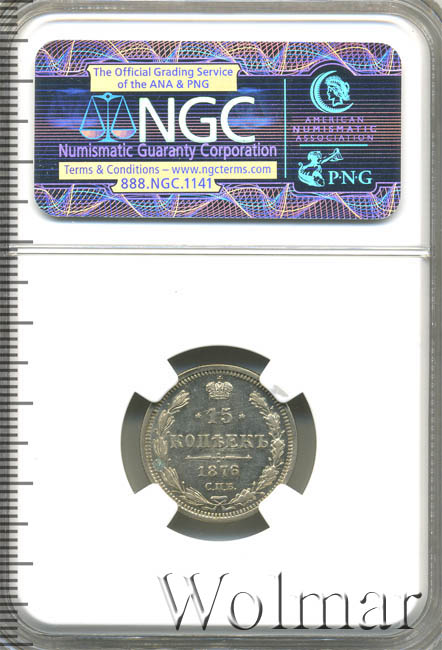 The Official Grading Service
of the ANA & PNG
NGC
Numismatic Guaranty Corporation
Terms & Conditions – www.ngcterms.com
888.NGC.1141
AMERICAN
NUMISMATIC
ASSOCIATION
P·N·G
15
КОПѢЕКЪ
1876
С.П.Б.
Wolmar